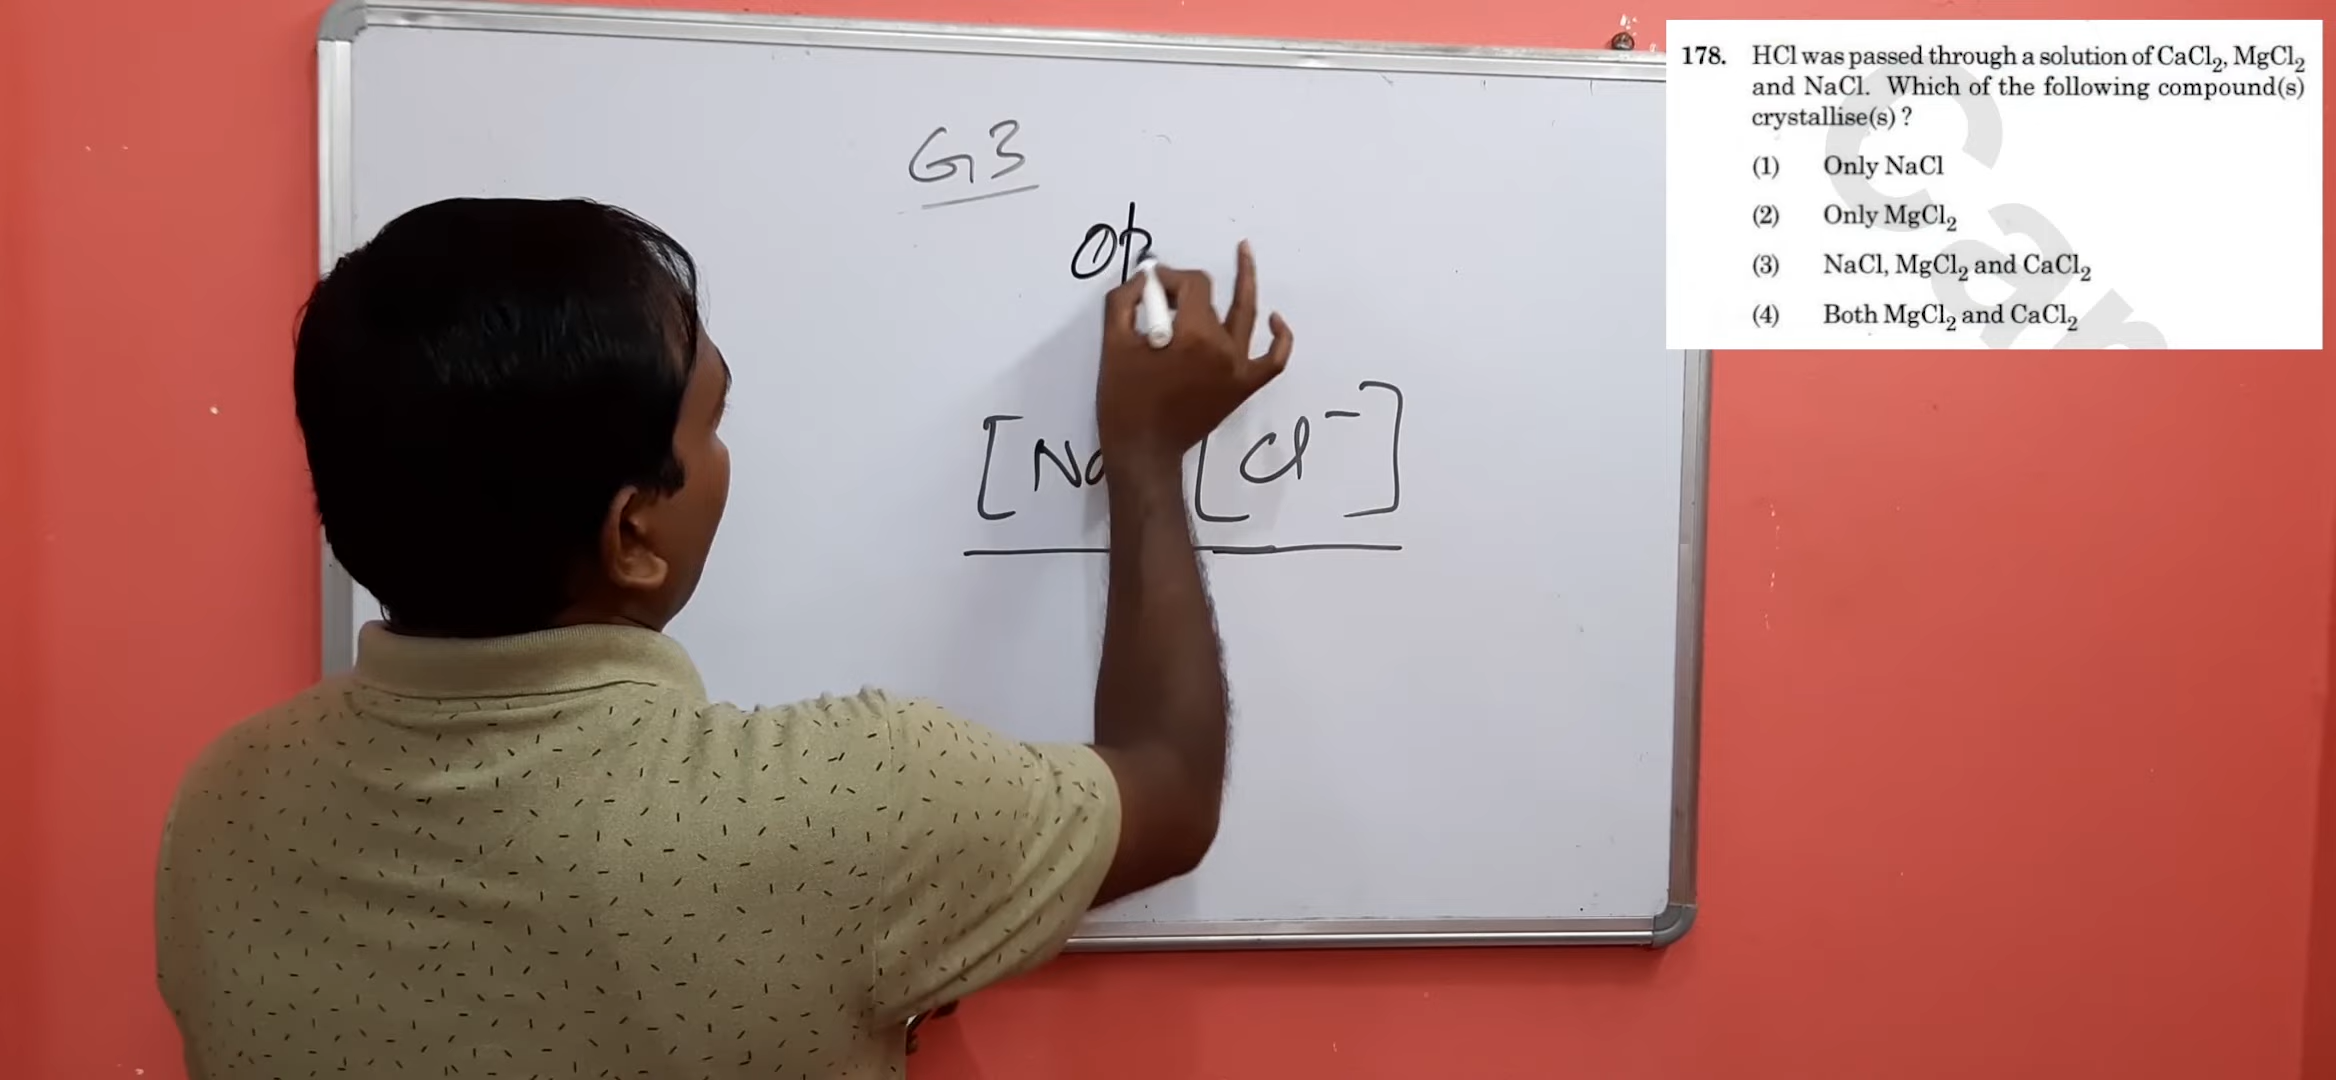 G3
Op
[Na [Cl⁻]
178. HCl was passed through a solution of CaCl₂, MgCl₂
and NaCl. Which of the following compound(s)
crystallise(s) ?
(1) Only NaCl
(2) Only MgCl₂
(3) NaCl, MgCl₂ and CaCl₂
(4) Both MgCl₂ and CaCl₂